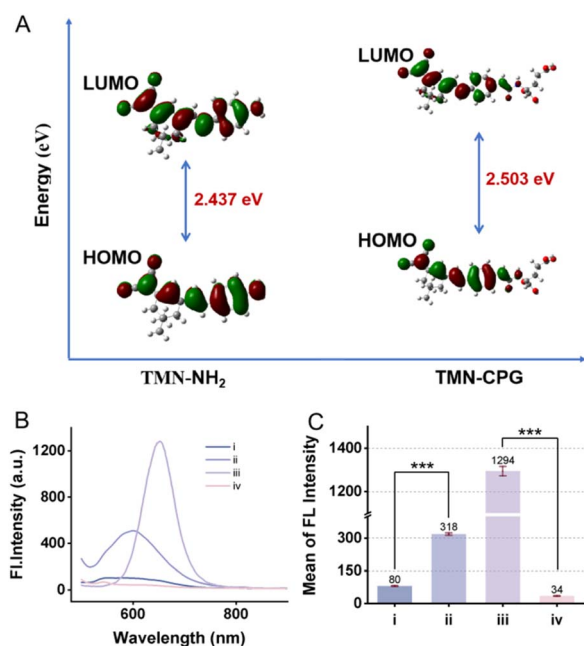 A
Energy (eV)
LUMO
2.437 eV
HOMO
TMN-NH₂
LUMO
2.503 eV
HOMO
TMN-CPG
B
Fl.Intensity (a.u.)
1200
800
400
0
600
800
Wavelength (nm)
i
ii
iii
iv
C
Mean of FL Intensity
1400
1300
300
150
0
80
318
1294
34
***
***
i
ii
iii
iv